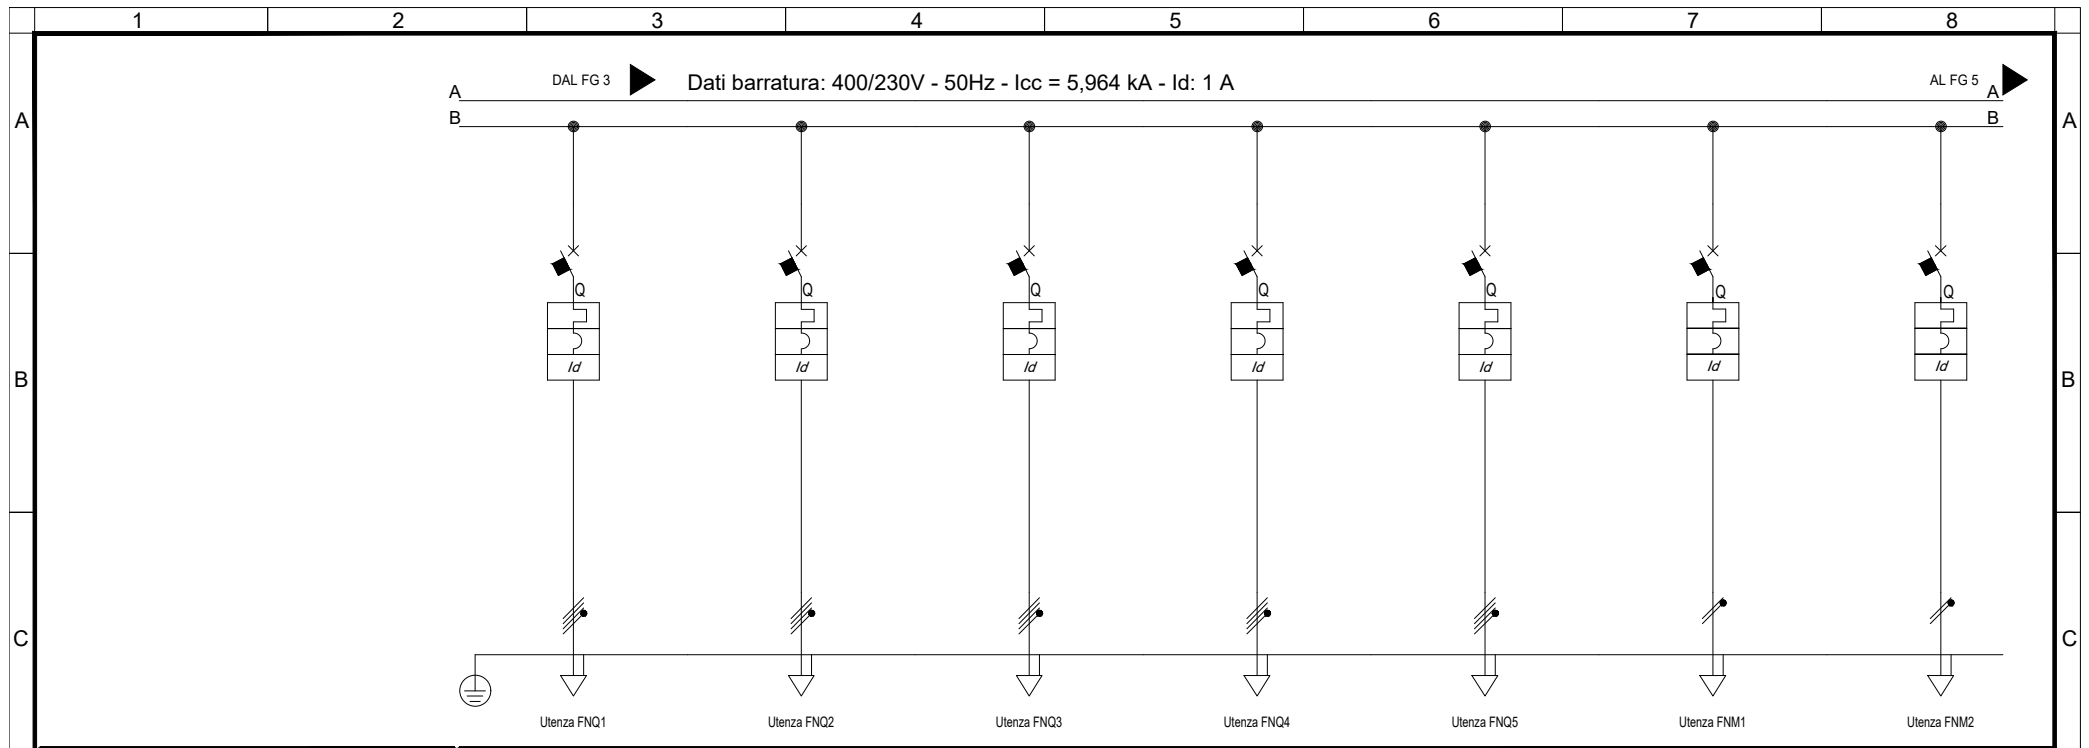 1 2 3 4 5 6 7 8
DAL FG 3 Dati barratura: 400/230V - 50Hz - Icc = 5,964 kA - Id: 1 A AL FG 5
A A
B B
A A
Q Q Q Q Q Q Q
Id Id Id Id Id Id Id
B B
C C
Utenza FNQ1 Utenza FNQ2 Utenza FNQ3 Utenza FNQ4 Utenza FNQ5 Utenza FNM1 Utenza FNM2